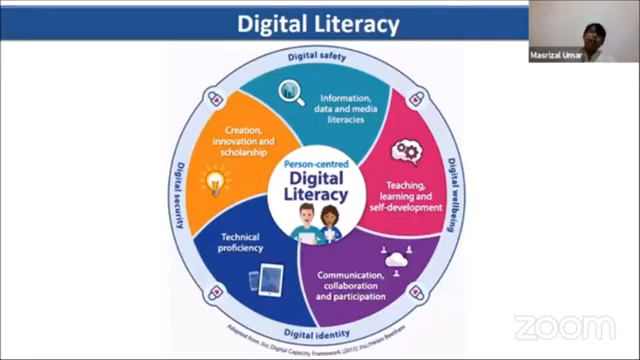 Digital Literacy
Masrizal Umar
Digital safety
Information,
data and media
literacies
Creation,
innovation and
scholarship
Person-centred
Digital
Literacy
Teaching,
learning and
self-development
Digital security
Digital wellbeing
Technical
proficiency
Communication,
collaboration
and participation
Digital identity
Adapted from Jisc Digital Capacity Framework (2015) Jisc/Helen Beetham
zoom